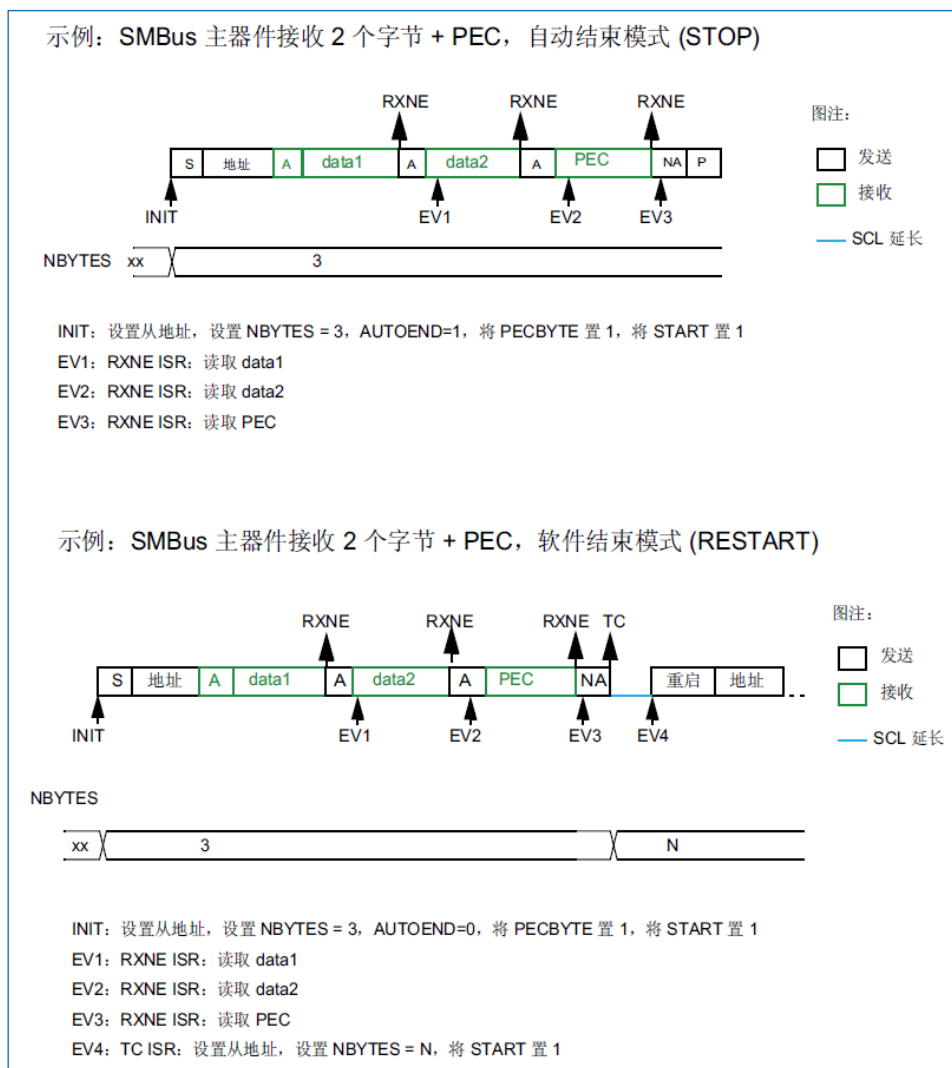 示例：SMBus 主器件接收 2 个字节 + PEC，自动结束模式 (STOP)
RXNE RXNE RXNE
图注：
S 地址 A data1 A data2 A PEC NA P
发送
接收
INIT EV1 EV2 EV3
SCL 延长
NBYTES xx 3
INIT：设置从地址，设置 NBYTES = 3，AUTOEND=1，将 PECBYTE 置 1，将 START 置 1
EV1：RXNE ISR：读取 data1
EV2：RXNE ISR：读取 data2
EV3：RXNE ISR：读取 PEC
示例：SMBus 主器件接收 2 个字节 + PEC，软件结束模式 (RESTART)
RXNE RXNE RXNE TC
图注：
S 地址 A data1 A data2 A PEC NA 重启 地址
发送
接收
INIT EV1 EV2 EV3 EV4
SCL 延长
NBYTES
xx 3 N
INIT：设置从地址，设置 NBYTES = 3，AUTOEND=0，将 PECBYTE 置 1，将 START 置 1
EV1：RXNE ISR：读取 data1
EV2：RXNE ISR：读取 data2
EV3：RXNE ISR：读取 PEC
EV4：TC ISR：设置从地址，设置 NBYTES = N，将 START 置 1